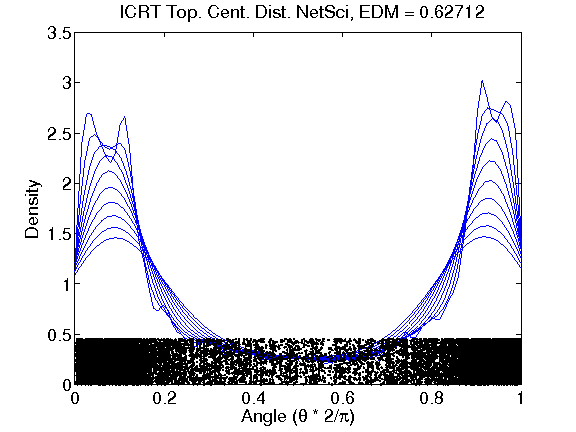 ICRT Top. Cent. Dist. NetSci, EDM = 0.62712
3.5
3
2.5
2
1.5
1
0.5
0
Density
0 0.2 0.4 0.6 0.8 1
Angle (θ * 2/π)